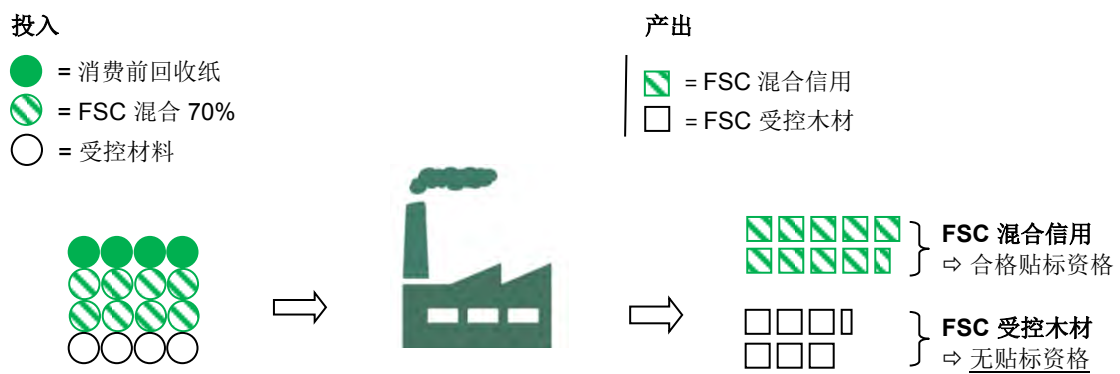 投入
= 消费前回收纸
= FSC 混合 70%
= 受控材料
产出
= FSC 混合信用
= FSC 受控木材
FSC 混合信用
⇨ 合格贴标资格
FSC 受控木材
⇨ 无贴标资格